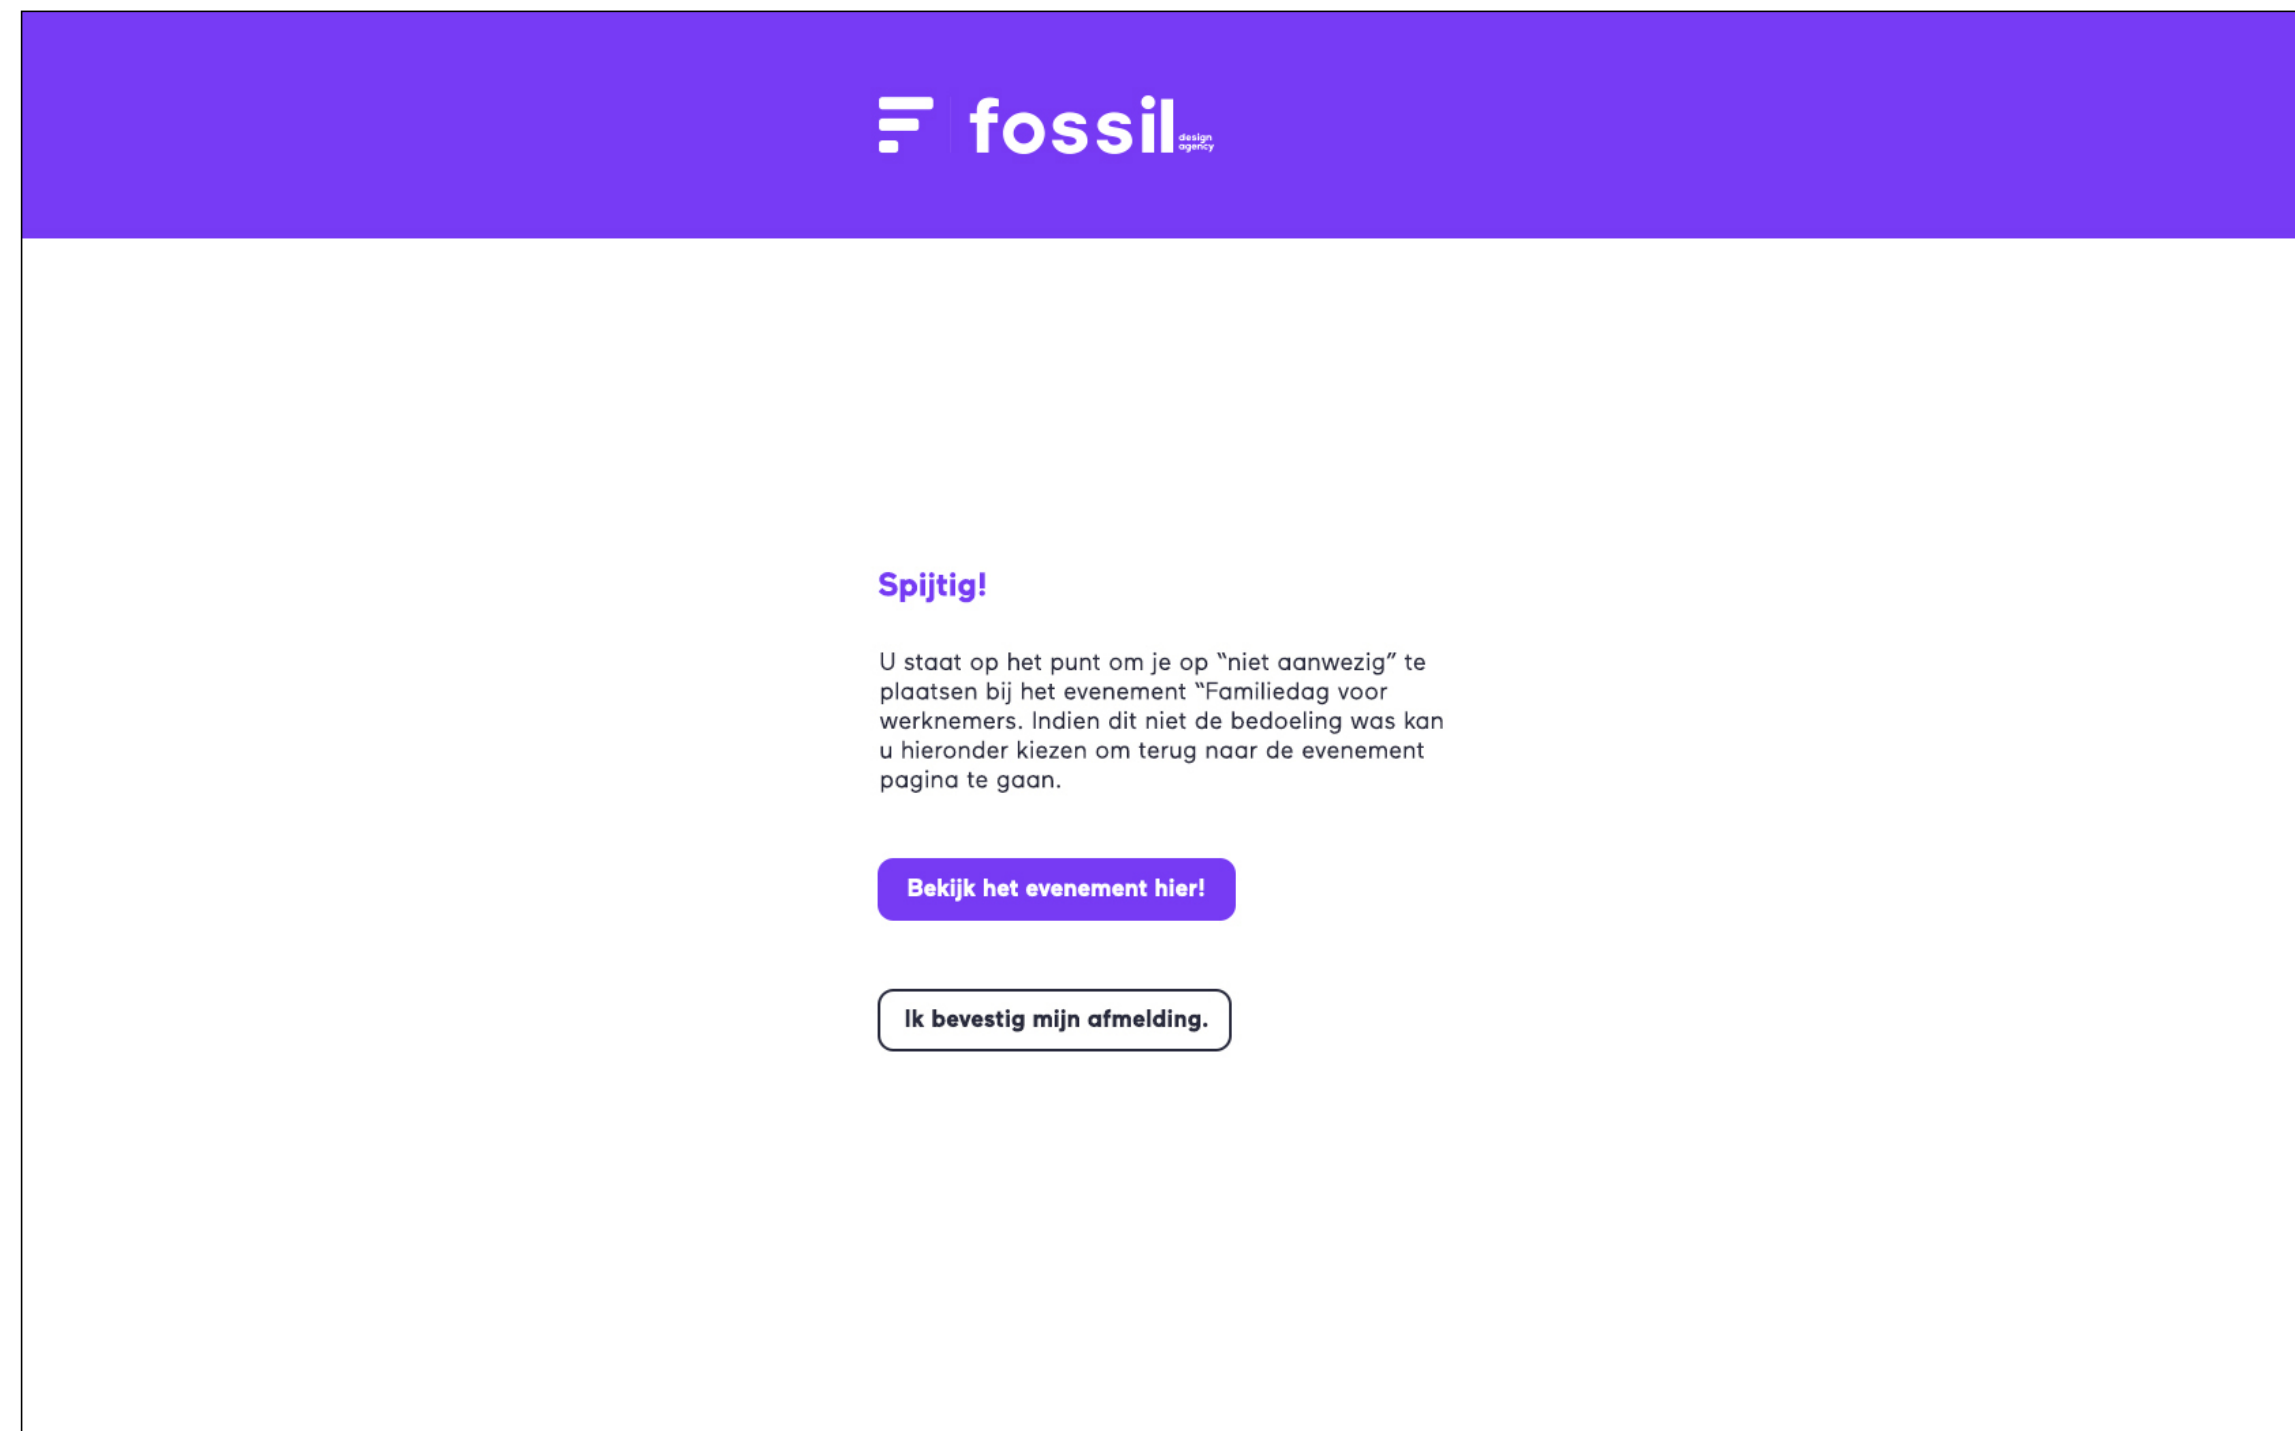 fossil design agency
Spijtig!
U staat op het punt om je op “niet aanwezig” te
plaatsen bij het evenement “Familiedag voor
werknemers. Indien dit niet de bedoeling was kan
u hieronder kiezen om terug naar de evenement
pagina te gaan.
Bekijk het evenement hier!
Ik bevestig mijn afmelding.